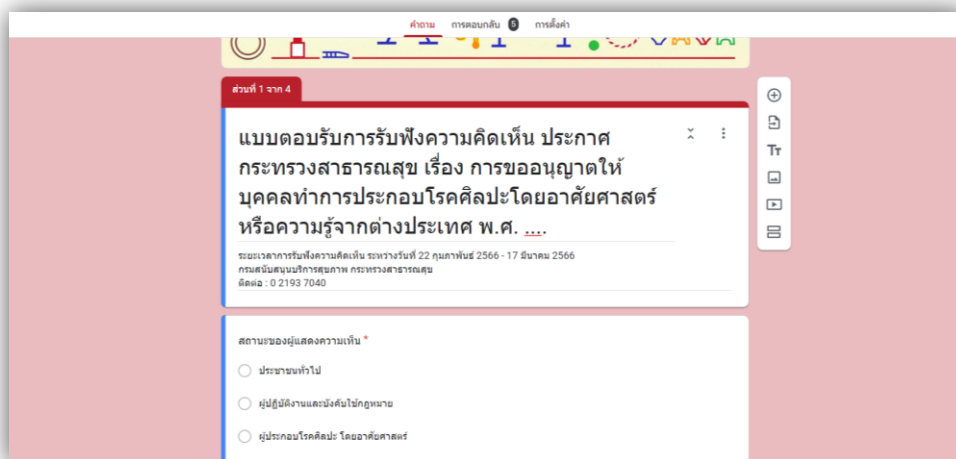 คำถาม การตอบกลับ 5 การตั้งค่า
ส่วนที่ 1 จาก 4
แบบตอบรับการรับฟังความคิดเห็น ประกาศ
กระทรวงสาธารณสุข เรื่อง การขออนุญาตให้
บุคคลทำการประกอบโรคศิลปะโดยอาศัยศาสตร์
หรือความรู้จากต่างประเทศ พ.ศ. ....
ระยะเวลาการรับฟังความคิดเห็น ระหว่างวันที่ 22 กุมภาพันธ์ 2566 - 17 มีนาคม 2566
กรมสนับสนุนบริการสุขภาพ กระทรวงสาธารณสุข
ติดต่อ : 0 2193 7040
สถานะของผู้แสดงความเห็น *
ประชาชนทั่วไป
ผู้ปฏิบัติงานและบังคับใช้กฎหมาย
ผู้ประกอบโรคศิลปะ โดยอาศัยศาสตร์